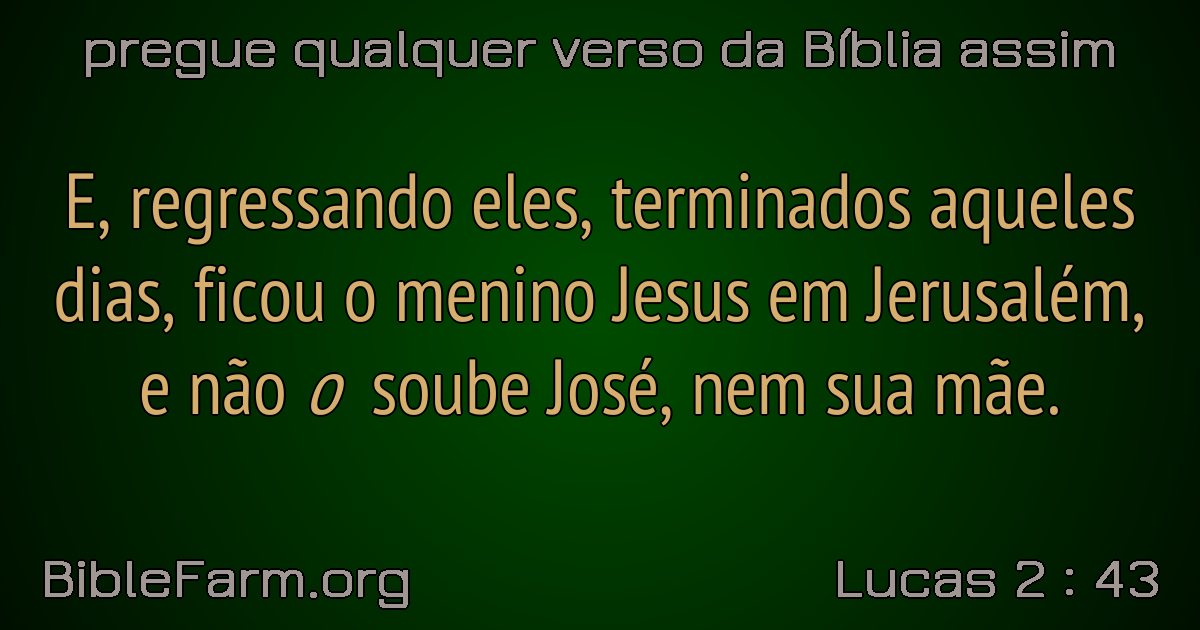 pregue qualquer verso da Bíblia assim
E, regressando eles, terminados aqueles
dias, ficou o menino Jesus em Jerusalém,
e não o soube José, nem sua mãe.
BibleFarm.org
Lucas 2 : 43